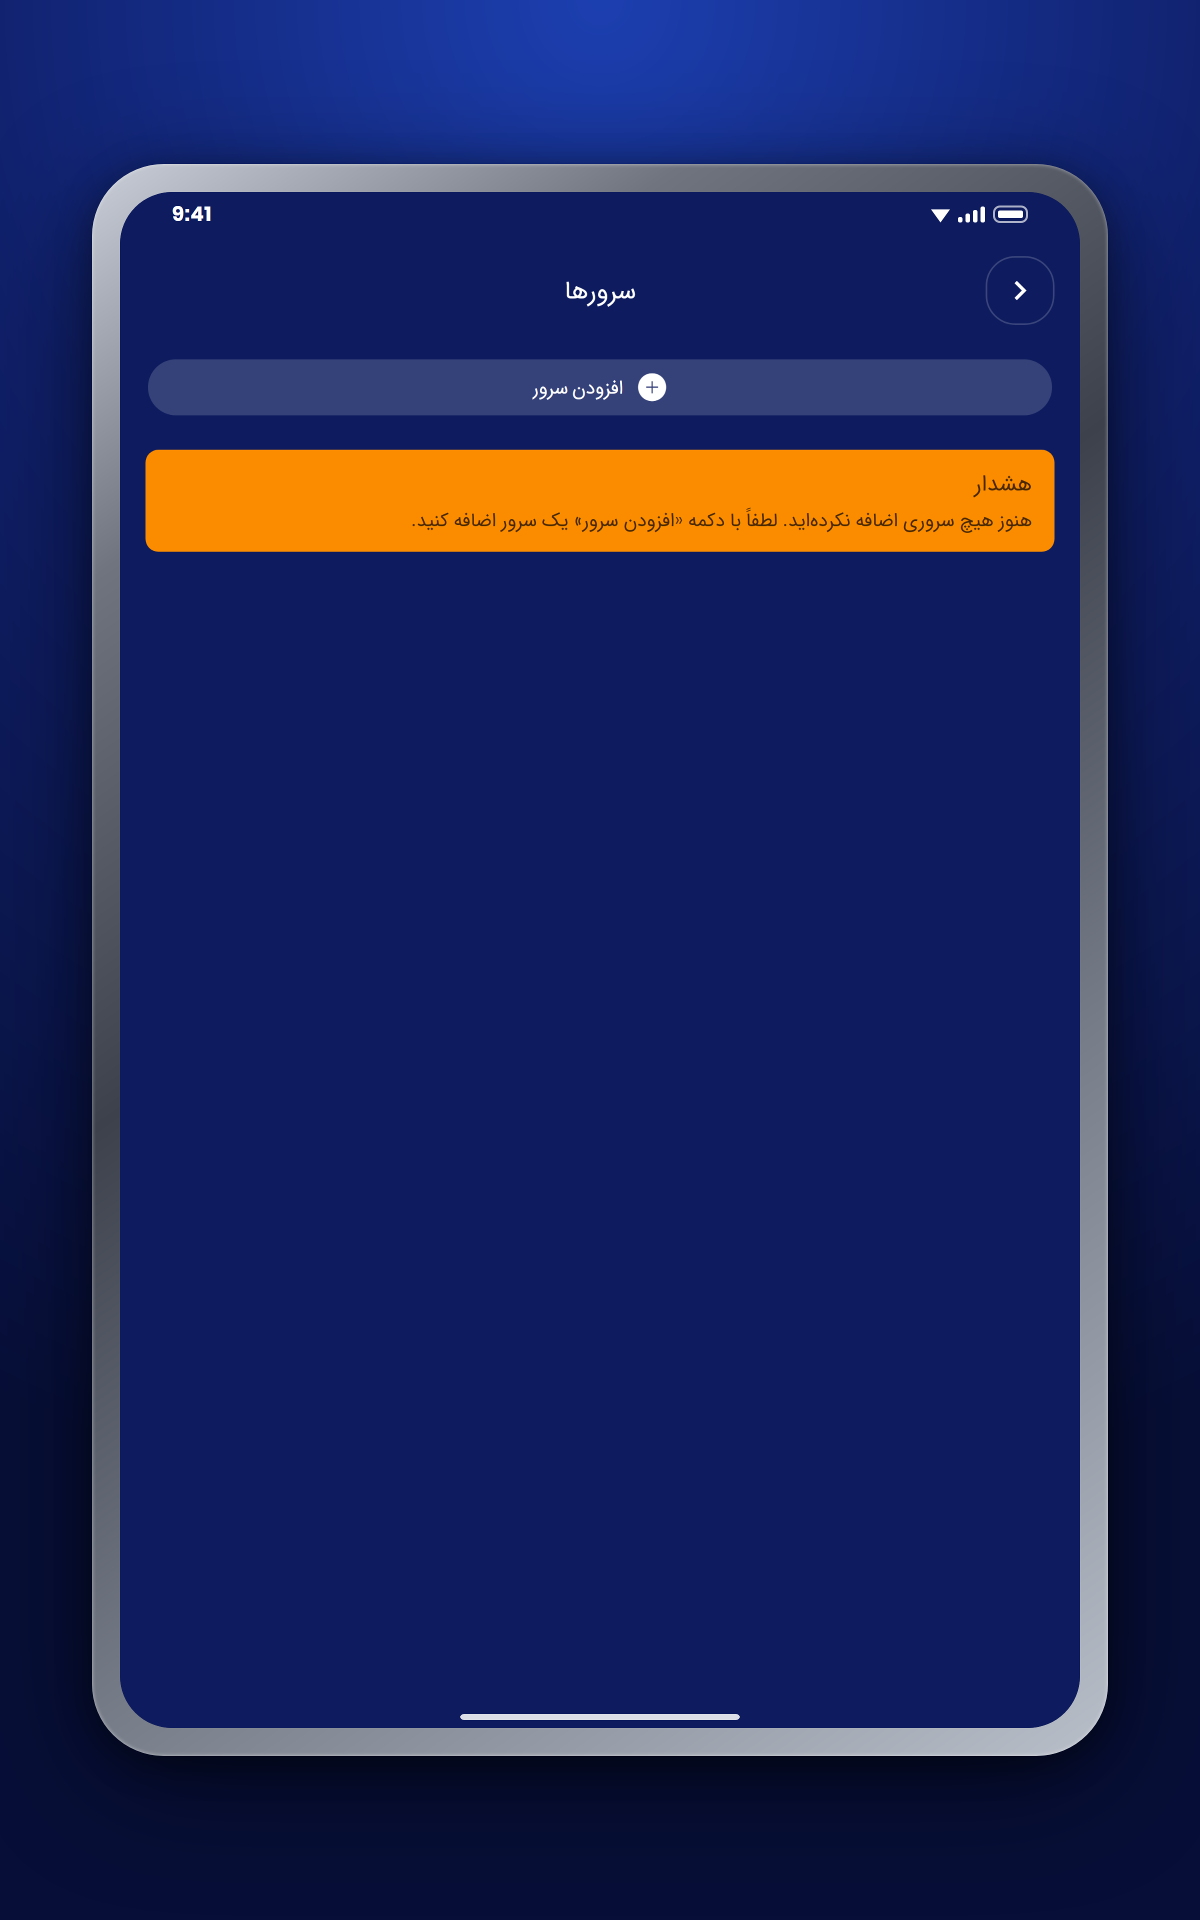 9:41
سرورها
افزودن سرور
هشدار
هنوز هیچ سروری اضافه نکرده‌اید. لطفاً با دکمه «افزودن سرور» یک سرور اضافه کنید.